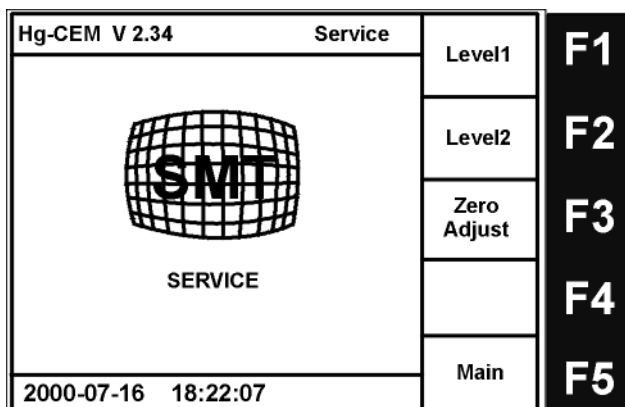 Hg-CEM V 2.34 Service
SMT
SERVICE
2000-07-16 18:22:07
Level1
Level2
Zero
Adjust
Main
F1
F2
F3
F4
F5